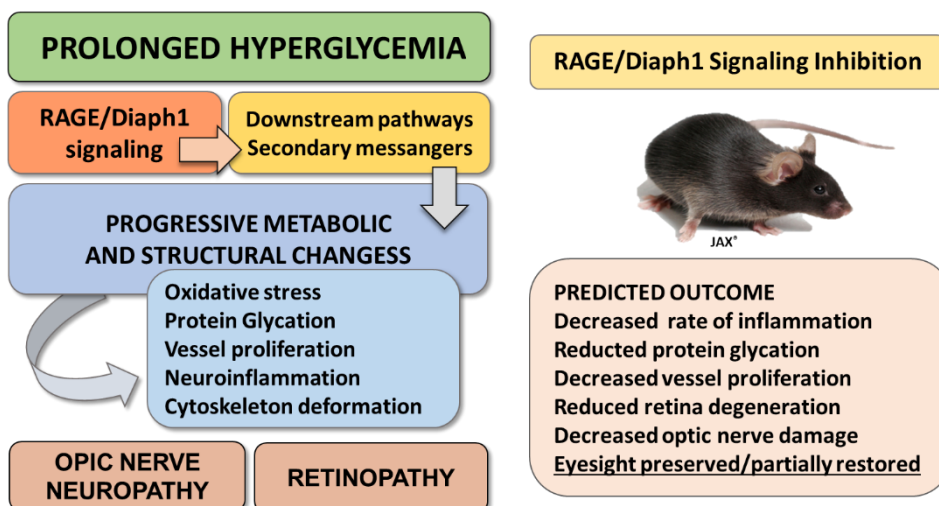 PROLONGED HYPERGLYCEMIA
RAGE/Diaph1
signaling
Downstream pathways
Secondary messangers
PROGRESSIVE METABOLIC
AND STRUCTURAL CHANGESS
Oxidative stress
Protein Glycation
Vessel proliferation
Neuroinflammation
Cytoskeleton deformation
OPIC NERVE
NEUROPATHY
RETINOPATHY
RAGE/Diaph1 Signaling Inhibition
JAX®
PREDICTED OUTCOME
Decreased rate of inflammation
Reducted protein glycation
Decreased vessel proliferation
Reduced retina degeneration
Decreased optic nerve damage
Eyesight preserved/partially restored